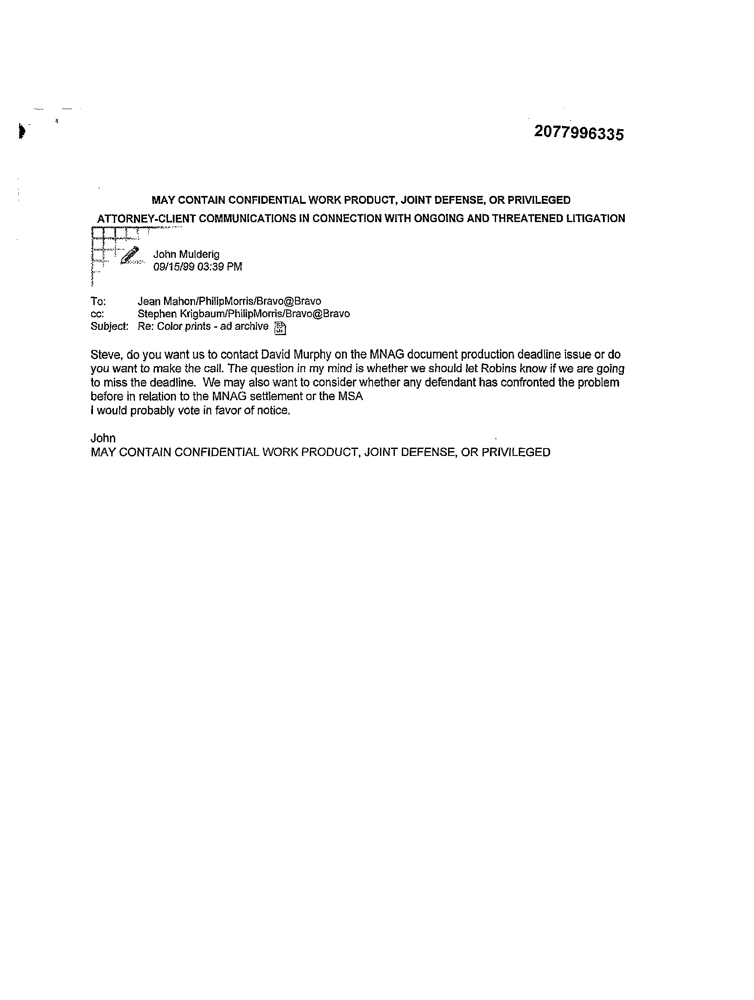 2077996335
MAY CONTAIN CONFIDENTIAL WORK PRODUCT, JOINT DEFENSE, OR PRIVILEGED
ATTORNEY-CLIENT COMMUNICATIONS IN CONNECTION WITH ONGOING AND THREATENED LITIGATION
John Mulderig
09/15/99 03:39 PM
To: Jean Mahon/PhilipMorris/Bravo@Bravo
cc: Stephen Krigbaum/PhilipMorris/Bravo@Bravo
Subject: Re: Color prints - ad archive
Steve, do you want us to contact David Murphy on the MNAG document production deadline issue or do
you want to make the call. The question in my mind is whether we should let Robins know if we are going
to miss the deadline. We may also want to consider whether any defendant has confronted the problem
before in relation to the MNAG settlement or the MSA
I would probably vote in favor of notice.
John
MAY CONTAIN CONFIDENTIAL WORK PRODUCT, JOINT DEFENSE, OR PRIVILEGED